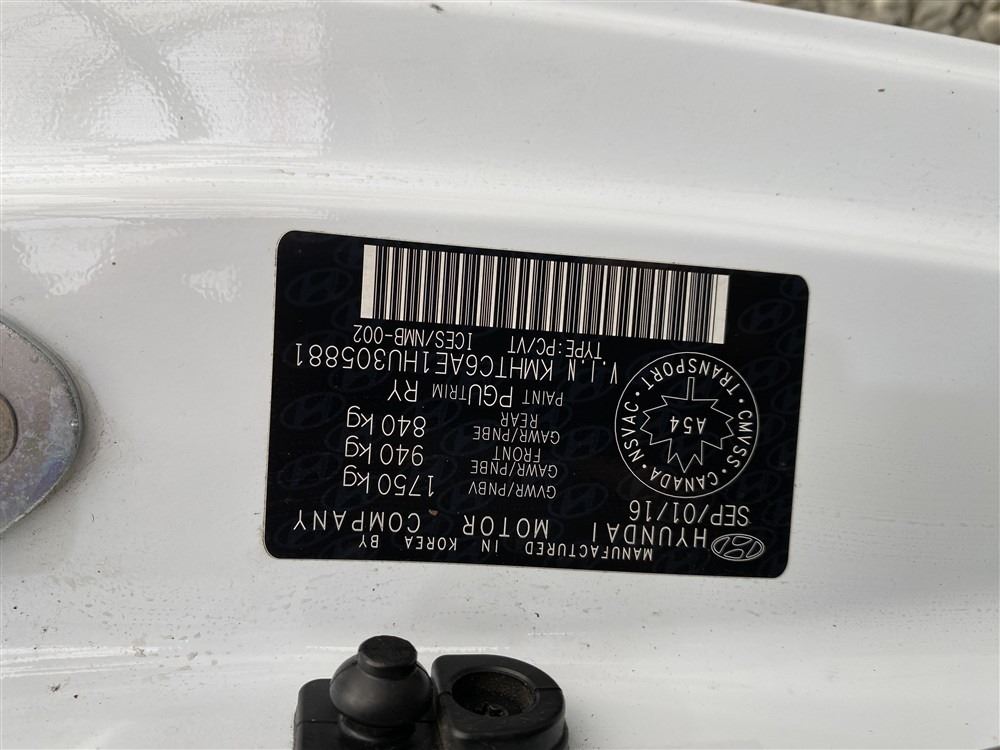 MANUFACTURED IN KOREA BY
HYUNDAI MOTOR COMPANY
SEP/01/16
GVWR/PNBV 1750 kg
GAWR/PNBE FRONT 940 kg
GAWR/PNBE REAR 840 kg
PAINT PGU TRIM RY
V.I.N KMHTC6AE1HU305881
TYPE:PC/VT ICES/NMB-002
TRANSPORT · CMVSS · CANADA · NSVAC ·
A54